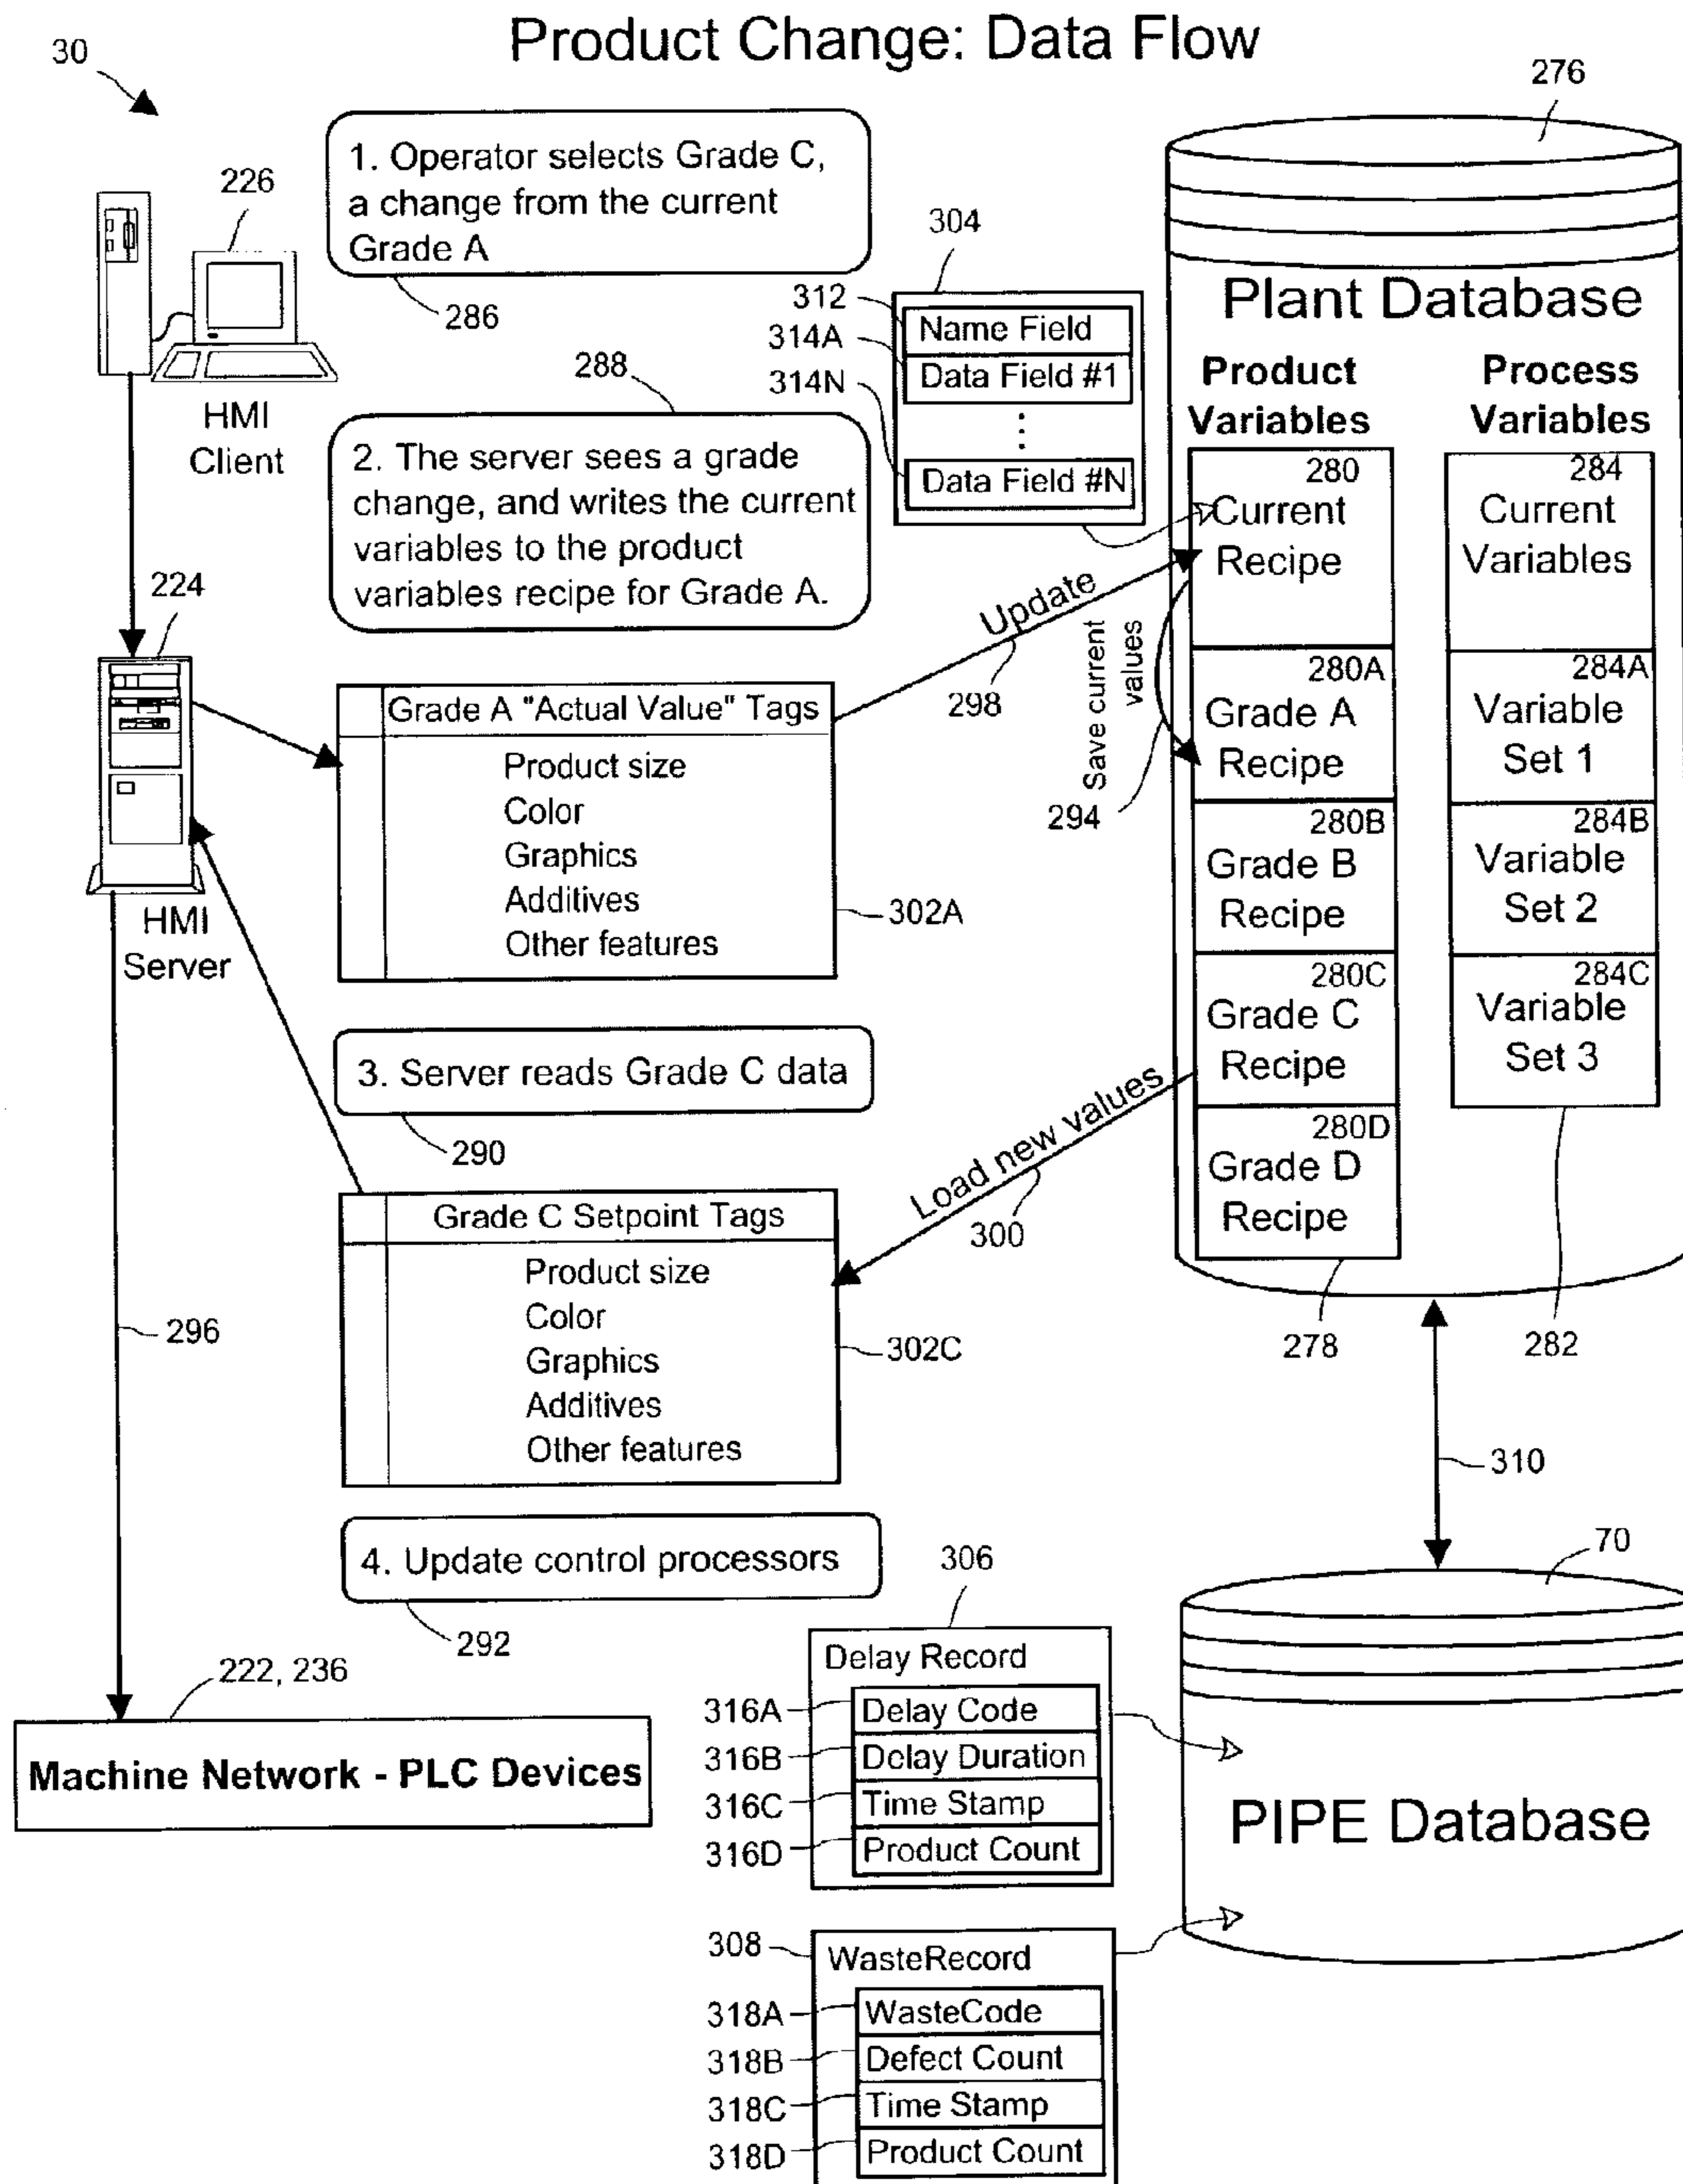 Product Change: Data Flow
30
276
1. Operator selects Grade C,
a change from the current
Grade A
226
286
HMI
Client
304
312
314A
314N
Name Field
Data Field #1
Data Field #N
288
2. The server sees a grade
change, and writes the current
variables to the product
variables recipe for Grade A.
Plant Database
Product
Variables
Process
Variables
280
Current
Recipe
284
Current
Variables
280A
Grade A
Recipe
284A
Variable
Set 1
280B
Grade B
Recipe
284B
Variable
Set 2
280C
Grade C
Recipe
284C
Variable
Set 3
280D
Grade D
Recipe
278
282
224
HMI
Server
Update
298
Save current
values
294
Grade A "Actual Value" Tags
Product size
Color
Graphics
Additives
Other features
302A
3. Server reads Grade C data
290
Load new values
300
Grade C Setpoint Tags
Product size
Color
Graphics
Additives
Other features
302C
296
310
4. Update control processors
292
222, 236
Machine Network - PLC Devices
70
PIPE Database
306
Delay Record
316A
Delay Code
316B
Delay Duration
316C
Time Stamp
316D
Product Count
308
WasteRecord
318A
WasteCode
318B
Defect Count
318C
Time Stamp
318D
Product Count